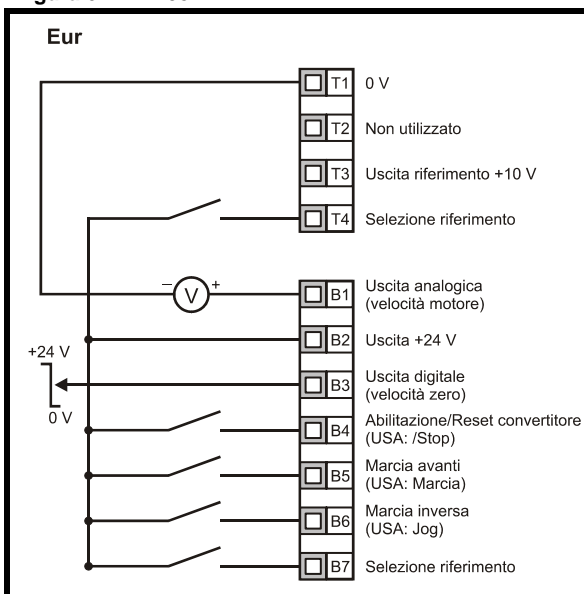 Eur
T1 0 V
T2 Non utilizzato
T3 Uscita riferimento +10 V
T4 Selezione riferimento
− V +
B1 Uscita analogica
(velocità motore)
B2 Uscita +24 V
+24 V
0 V
B3 Uscita digitale
(velocità zero)
B4 Abilitazione/Reset convertitore
(USA: /Stop)
B5 Marcia avanti
(USA: Marcia)
B6 Marcia inversa
(USA: Jog)
B7 Selezione riferimento